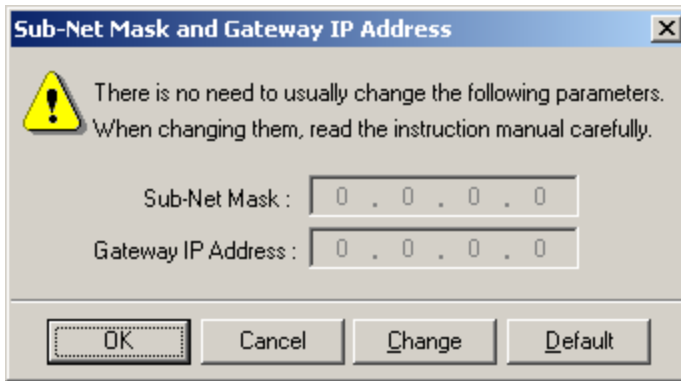 Sub-Net Mask and Gateway IP Address
There is no need to usually change the following parameters.
When changing them, read the instruction manual carefully.
Sub-Net Mask : 0 . 0 . 0 . 0
Gateway IP Address : 0 . 0 . 0 . 0
OK Cancel Change Default